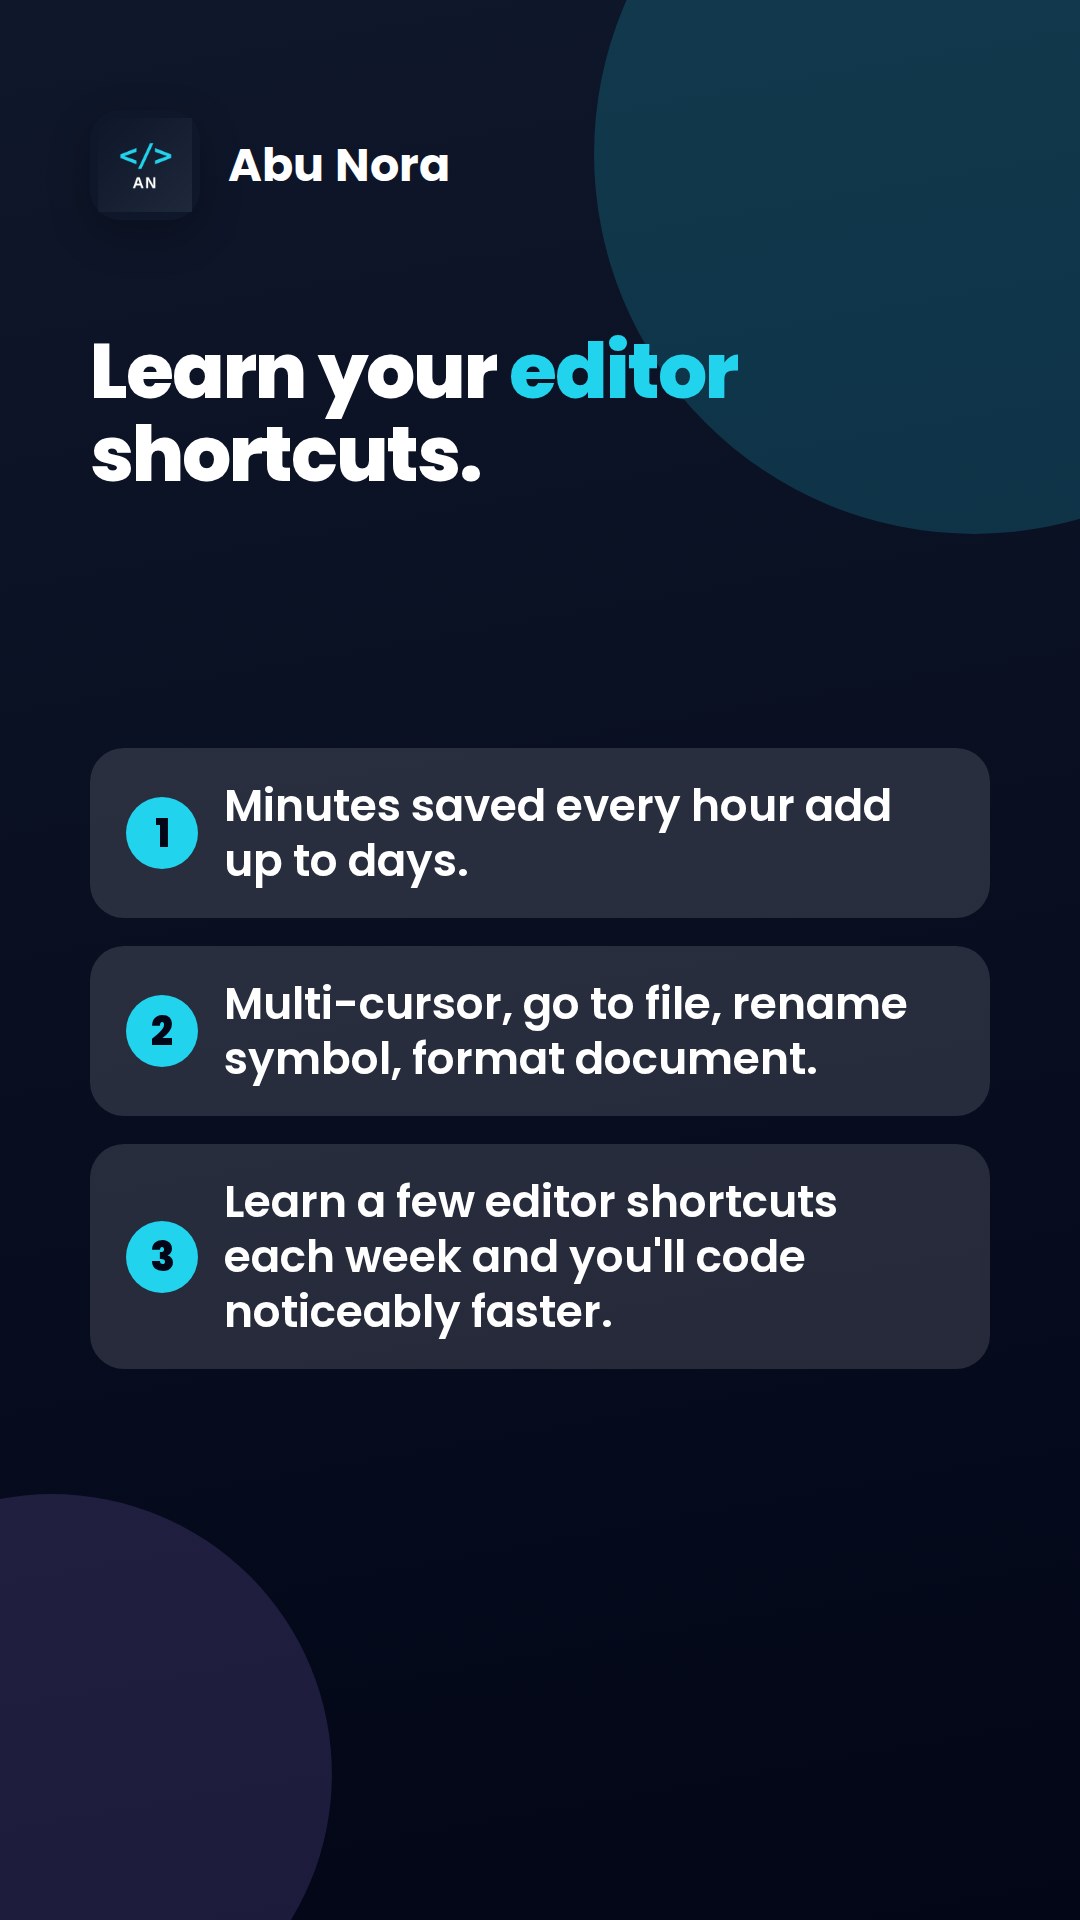 </>
AN
Abu Nora
Learn your editor
shortcuts.
1
Minutes saved every hour add
up to days.
2
Multi-cursor, go to file, rename
symbol, format document.
3
Learn a few editor shortcuts
each week and you'll code
noticeably faster.